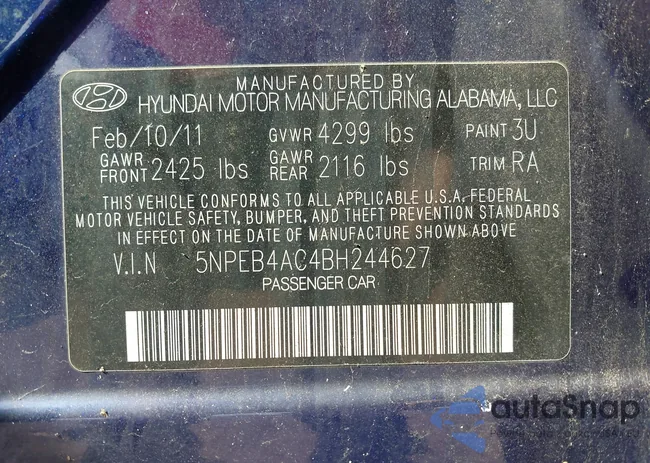 MANUFACTURED BY
HYUNDAI MOTOR MANUFACTURING ALABAMA, LLC
Feb/10/11 GVWR 4299 lbs PAINT 3U
GAWR FRONT 2425 lbs GAWR REAR 2116 lbs TRIM RA
THIS VEHICLE CONFORMS TO ALL APPLICABLE U.S.A. FEDERAL
MOTOR VEHICLE SAFETY, BUMPER, AND THEFT PREVENTION STANDARDS
IN EFFECT ON THE DATE OF MANUFACTURE SHOWN ABOVE
V.I.N 5NPEB4AC4BH244627
PASSENGER CAR
autaSnap